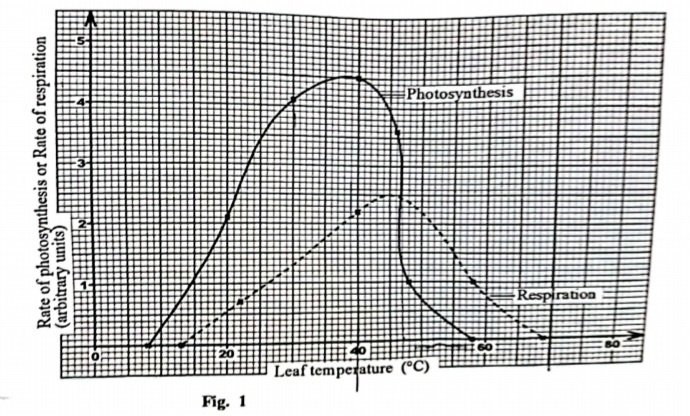 Rate of photosynthesis or Rate of respiration
(arbitrary units)
5
4
3
2
1
Photosynthesis
Respiration
0
20
40
60
80
Leaf temperature (°C)
Fig. 1